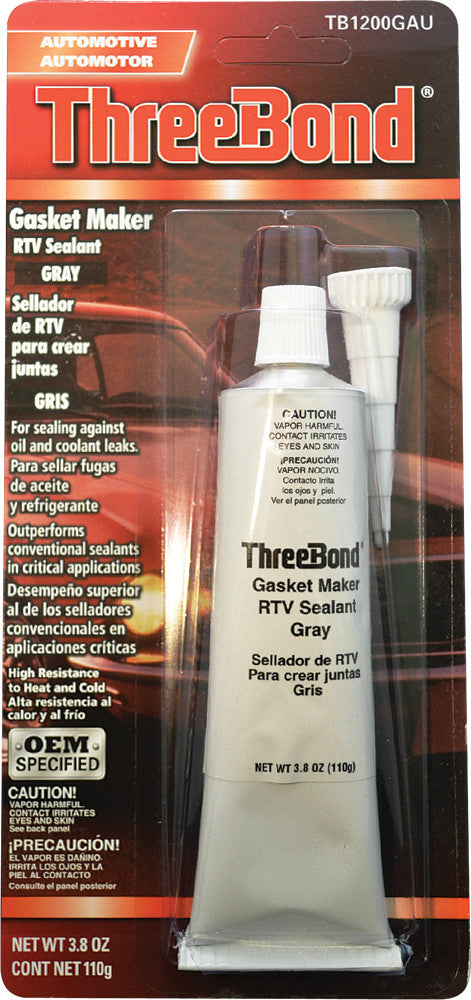 TB1200GAU
AUTOMOTIVE
AUTOMOTOR
ThreeBond®
Gasket Maker
RTV Sealant
GRAY
Sellador
de RTV
para crear
juntas
GRIS
For sealing against
oil and coolant leaks.
Para sellar fugas
de aceite
y refrigerante
Outperforms
conventional sealants
in critical applications
Desempeño superior
al de los selladores
convencionales en
aplicaciones críticas
High Resistance
to Heat and Cold
Alta resistencia al
calor y al frío
OEM
SPECIFIED
CAUTION!
VAPOR HARMFUL.
CONTACT IRRITATES
EYES AND SKIN
See back panel
¡PRECAUCIÓN!
EL VAPOR ES DAÑINO.
IRRITA LOS OJOS Y LA
PIEL AL CONTACTO
Consulte el panel posterior
NET WT 3.8 OZ
CONT NET 110g
CAUTION!
VAPOR HARMFUL.
CONTACT IRRITATES
EYES AND SKIN
¡PRECAUCIÓN!
VAPOR NOCIVO.
Contacto irrita
los ojos y piel.
Ver el panel posterior
ThreeBond®
Gasket Maker
RTV Sealant
Gray
Sellador de RTV
Para crear juntas
Gris
NET WT 3.8 OZ (110g)